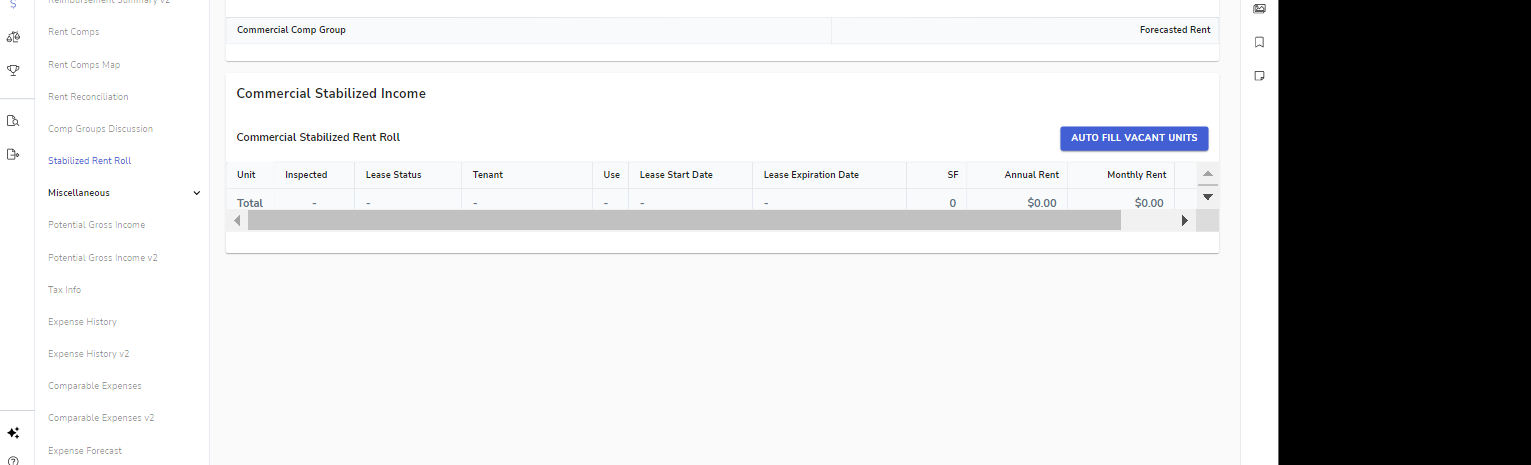 Reimbursement Summary v2
Rent Comps
Rent Comps Map
Rent Reconciliation
Comp Groups Discussion
Stabilized Rent Roll
Miscellaneous
Potential Gross Income
Potential Gross Income v2
Tax Info
Expense History
Expense History v2
Comparable Expenses
Comparable Expenses v2
Expense Forecast
Commercial Comp Group Forecasted Rent
Commercial Stabilized Income
Commercial Stabilized Rent Roll AUTO FILL VACANT UNITS
Unit Inspected Lease Status Tenant Use Lease Start Date Lease Expiration Date SF Annual Rent Monthly Rent
Total - - - - - - 0 $0.00 $0.00